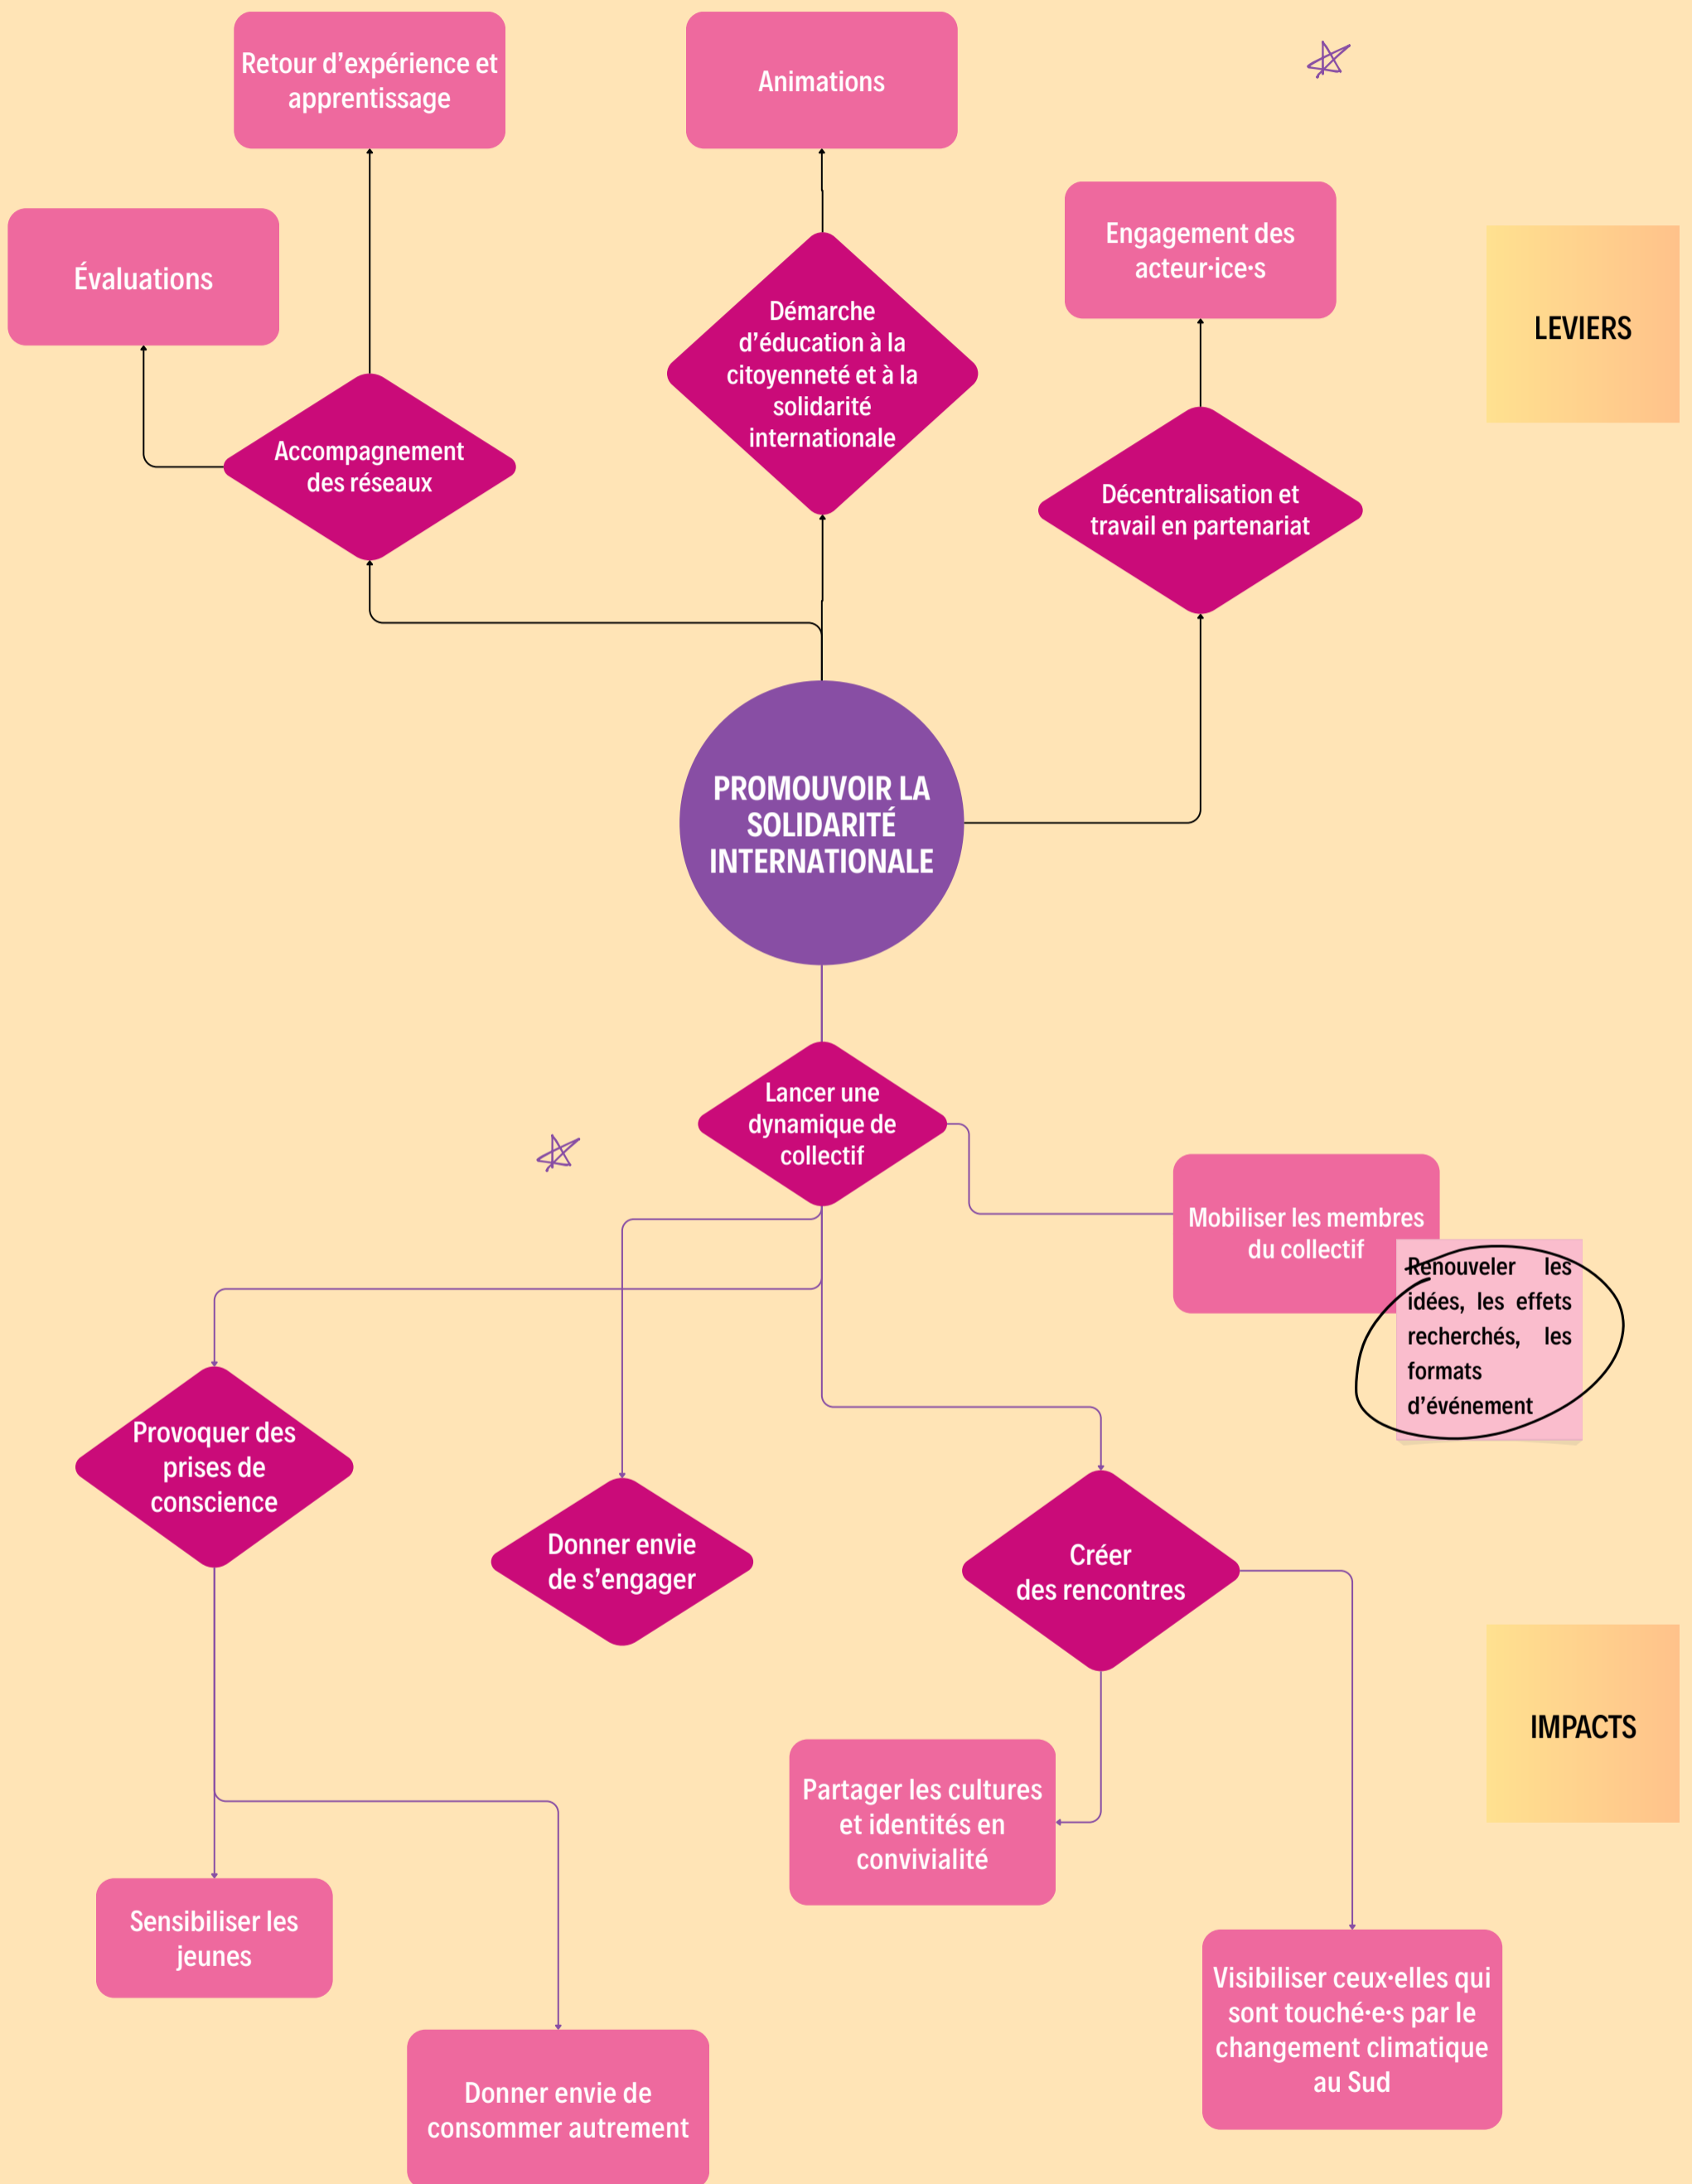 Retour d’expérience et
apprentissage
Animations
Engagement des
acteur·ice·s
Évaluations
LEVIERS
Démarche
d’éducation à la
citoyenneté et à la
solidarité
internationale
Accompagnement
des réseaux
Décentralisation et
travail en partenariat
PROMOUVOIR LA
SOLIDARITÉ
INTERNATIONALE
Lancer une
dynamique de
collectif
Mobiliser les membres
du collectif
Renouveler les
idées, les effets
recherchés, les
formats
d’événement
Provoquer des
prises de
conscience
Donner envie
de s’engager
Créer
des rencontres
IMPACTS
Partager les cultures
et identités en
convivialité
Sensibiliser les
jeunes
Visibiliser ceux·elles qui
sont touché·e·s par le
changement climatique
au Sud
Donner envie de
consommer autrement